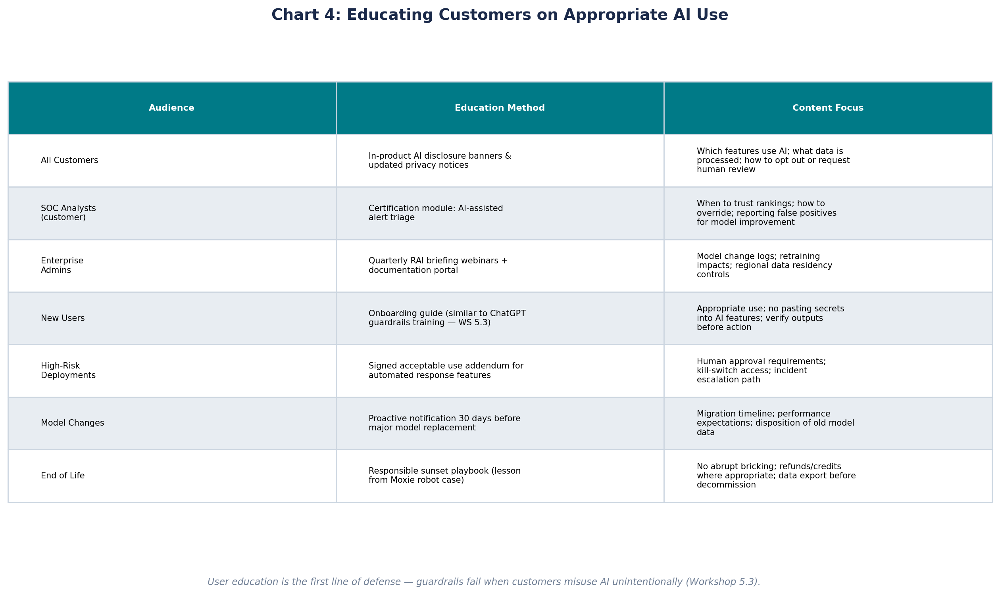 Chart 4: Educating Customers on Appropriate AI Use
Audience
Education Method
Content Focus
All Customers
In-product AI disclosure banners &
updated privacy notices
Which features use AI; what data is
processed; how to opt out or request
human review
SOC Analysts
(customer)
Certification module: AI-assisted
alert triage
When to trust rankings; how to
override; reporting false positives
for model improvement
Enterprise
Admins
Quarterly RAI briefing webinars +
documentation portal
Model change logs; retraining
impacts; regional data residency
controls
New Users
Onboarding guide (similar to ChatGPT
guardrails training — WS 5.3)
Appropriate use; no pasting secrets
into AI features; verify outputs
before action
High-Risk
Deployments
Signed acceptable use addendum for
automated response features
Human approval requirements;
kill-switch access; incident
escalation path
Model Changes
Proactive notification 30 days before
major model replacement
Migration timeline; performance
expectations; disposition of old model
data
End of Life
Responsible sunset playbook (lesson
from Moxie robot case)
No abrupt bricking; refunds/credits
where appropriate; data export before
decommission
User education is the first line of defense — guardrails fail when customers misuse AI unintentionally (Workshop 5.3).